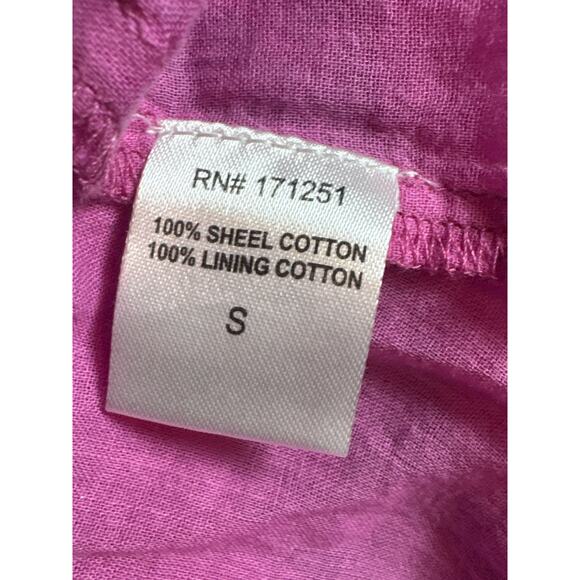 RN# 171251
100% SHEEL COTTON
100% LINING COTTON
S